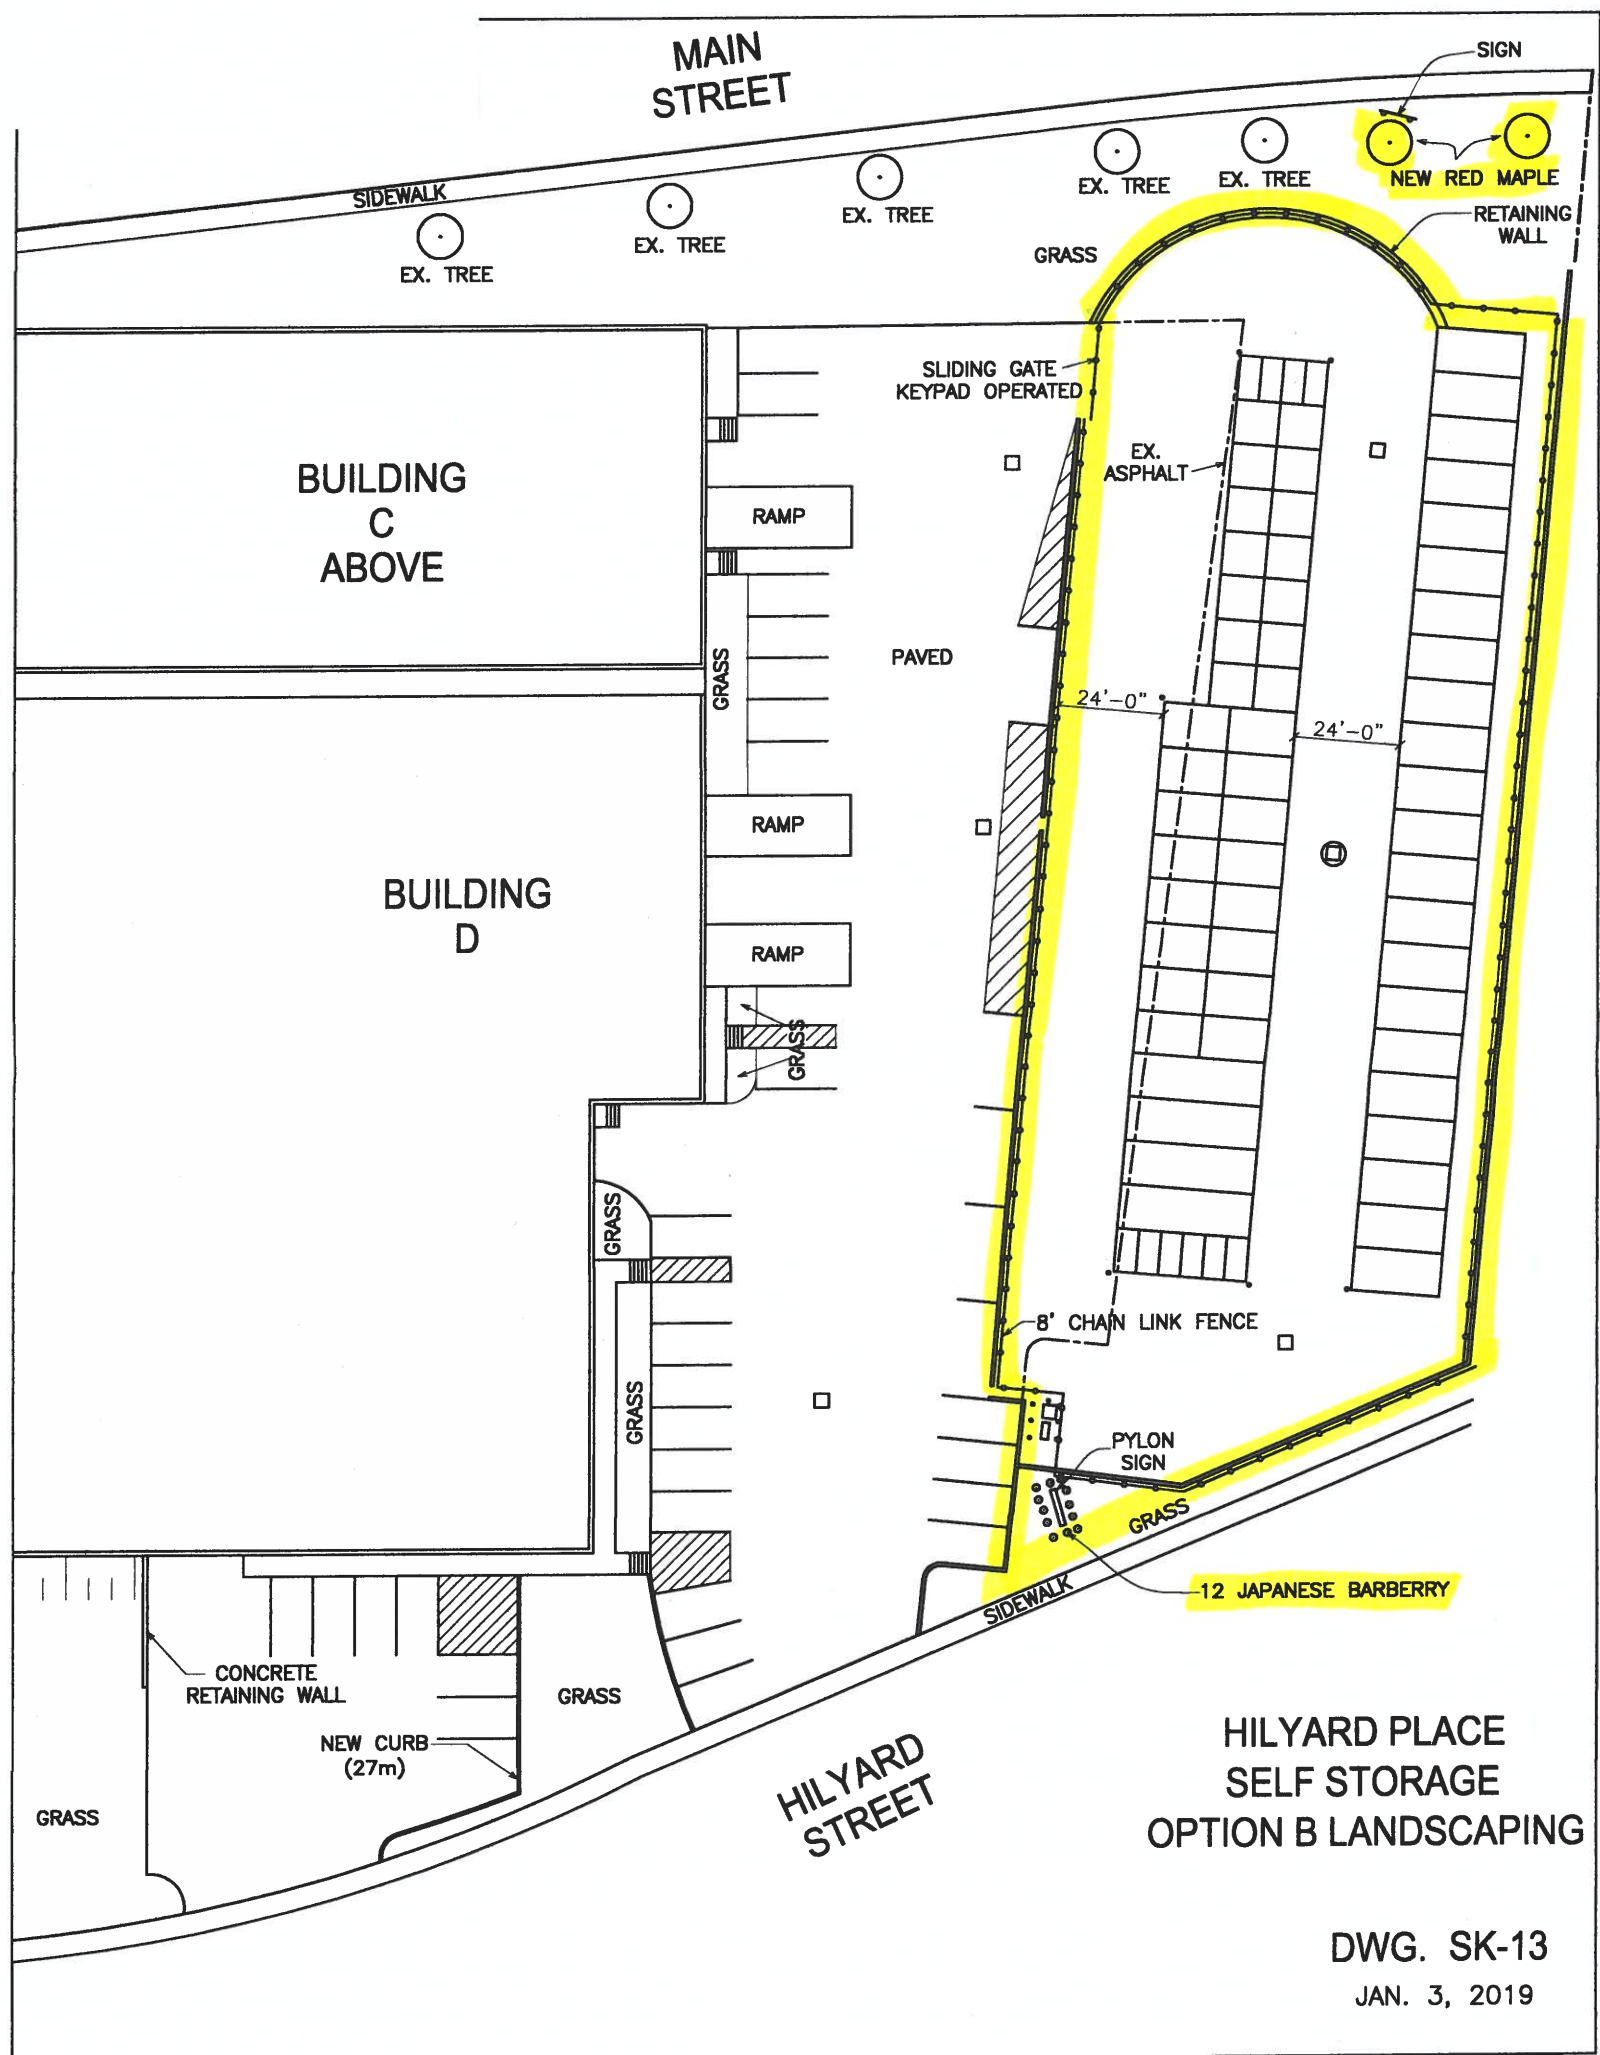 MAIN
STREET
SIGN
SIDEWALK
NEW RED MAPLE
EX. TREE
EX. TREE
EX. TREE
EX. TREE
EX. TREE
RETAINING
WALL
GRASS
SLIDING GATE
KEYPAD OPERATED
EX.
ASPHALT
BUILDING
C
ABOVE
RAMP
GRASS
PAVED
24'-0"
24'-0"
RAMP
BUILDING
D
RAMP
GRASS
GRASS
GRASS
8' CHAIN LINK FENCE
PYLON
SIGN
GRASS
12 JAPANESE BARBERRY
SIDEWALK
CONCRETE
RETAINING WALL
GRASS
NEW CURB
(27m)
GRASS
HILYARD
STREET
HILYARD PLACE
SELF STORAGE
OPTION B LANDSCAPING
DWG. SK-13
JAN. 3, 2019